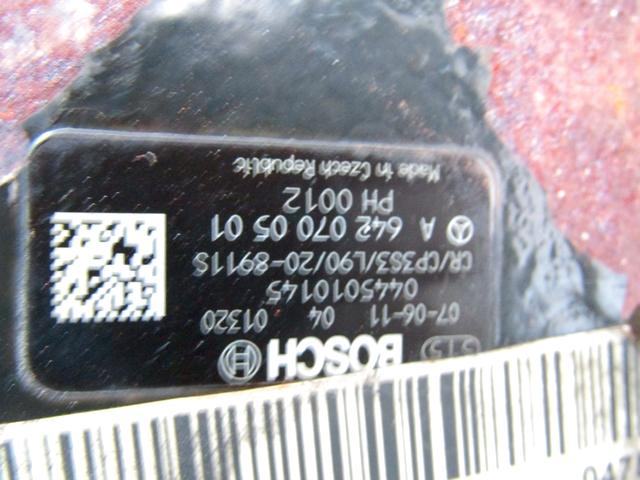 515 BOSCH
07-06-11 04 01320
0445010145
CR/CP3S3/L90/20-8911S
A 642 070 05 01
PH 0012
Made in Czech Republic